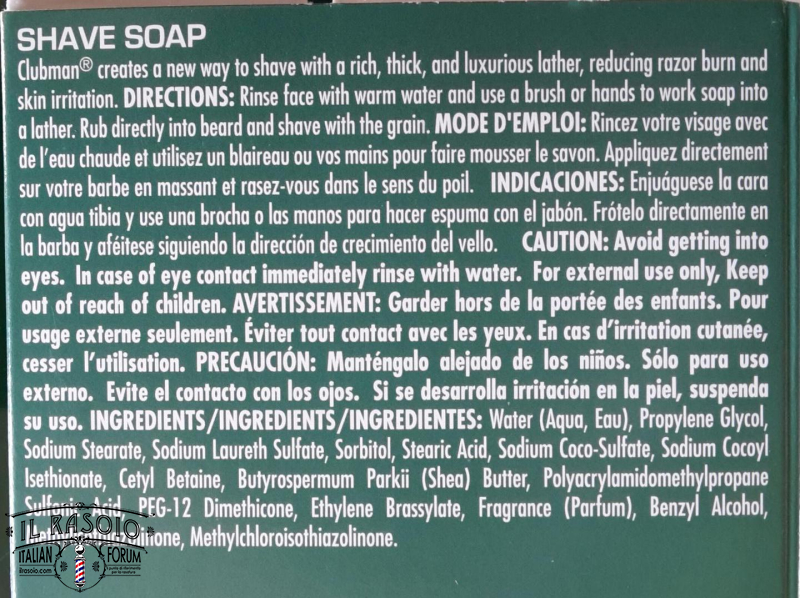 SHAVE SOAP
Clubman® creates a new way to shave with a rich, thick, and luxurious lather, reducing razor burn and
skin irritation. DIRECTIONS: Rinse face with warm water and use a brush or hands to work soap into
a lather. Rub directly into beard and shave with the grain. MODE D'EMPLOI: Rincez votre visage avec
de l'eau chaude et utilisez un blaireau ou vos mains pour faire mousser le savon. Appliquez directement
sur votre barbe en massant et rasez-vous dans le sens du poil. INDICACIONES: Enjuáguese la cara
con agua tibia y use una brocha o las manos para hacer espuma con el jabón. Frótelo directamente en
la barba y aféitese siguiendo la dirección de crecimiento del vello. CAUTION: Avoid getting into
eyes. In case of eye contact immediately rinse with water. For external use only, Keep
out of reach of children. AVERTISSEMENT: Garder hors de la portée des enfants. Pour
usage externe seulement. Éviter tout contact avec les yeux. En cas d'irritation cutanée,
cesser l'utilisation. PRECAUCIÓN: Manténgalo alejado de los niños. Sólo para uso
externo. Evite el contacto con los ojos. Si se desarrolla irritación en la piel, suspenda
su uso. INGREDIENTS/INGREDIENTS/INGREDIENTES: Water (Aqua, Eau), Propylene Glycol,
Sodium Stearate, Sodium Laureth Sulfate, Sorbitol, Stearic Acid, Sodium Coco-Sulfate, Sodium Cocoyl
Isethionate, Cetyl Betaine, Butyrospermum Parkii (Shea) Butter, Polyacrylamidomethylpropane
Sulfonic Acid, PEG-12 Dimethicone, Ethylene Brassylate, Fragrance (Parfum), Benzyl Alcohol,
Methylchloroisothiazolinone.
IL RASOIO
ITALIAN FORUM
ilrasoio.com